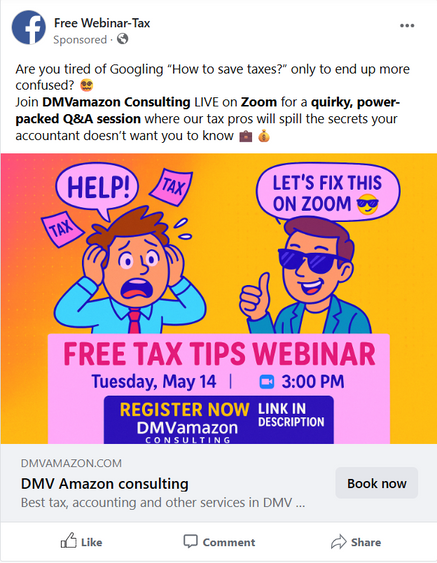 Free Webinar-Tax
Sponsored ·
Are you tired of Googling “How to save taxes?” only to end up more
confused? 😵‍💫
Join DMVamazon Consulting LIVE on Zoom for a quirky, power-
packed Q&A session where our tax pros will spill the secrets your
accountant doesn’t want you to know 💼 💰
HELP!
TAX
TAX
LET'S FIX THIS
ON ZOOM 😎
FREE TAX TIPS WEBINAR
Tuesday, May 14 | 3:00 PM
REGISTER NOW
DMVamazon
CONSULTING
LINK IN
DESCRIPTION
DMVAMAZON.COM
DMV Amazon consulting
Best tax, accounting and other services in DMV ...
Book now
Like
Comment
Share